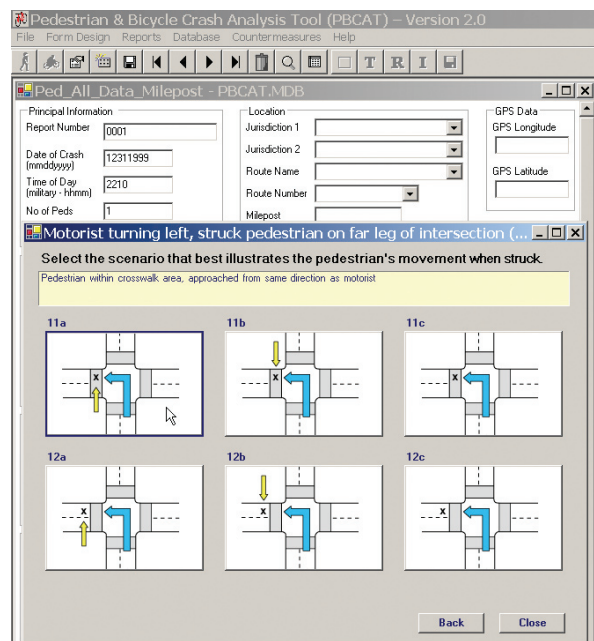 Pedestrian & Bicycle Crash Analysis Tool (PBCAT) – Version 2.0
File Form Design Reports Database Countermeasures Help
T R I
Ped_All_Data_Milepost - PBCAT.MDB
Principal Information
Report Number 0001
Date of Crash (mmddyyyy) 12311999
Time of Day (military - hhmm) 2210
No of Peds 1
Location
Jurisdiction 1
Jurisdiction 2
Route Name
Route Number
Milepost
GPS Data
GPS Longitude
GPS Latitude
Motorist turning left, struck pedestrian on far leg of intersection (...
Select the scenario that best illustrates the pedestrian's movement when struck.
Pedestrian within crosswalk area, approached from same direction as motorist
11a 11b 11c
x x x
12a 12b 12c
x x x
Back Close